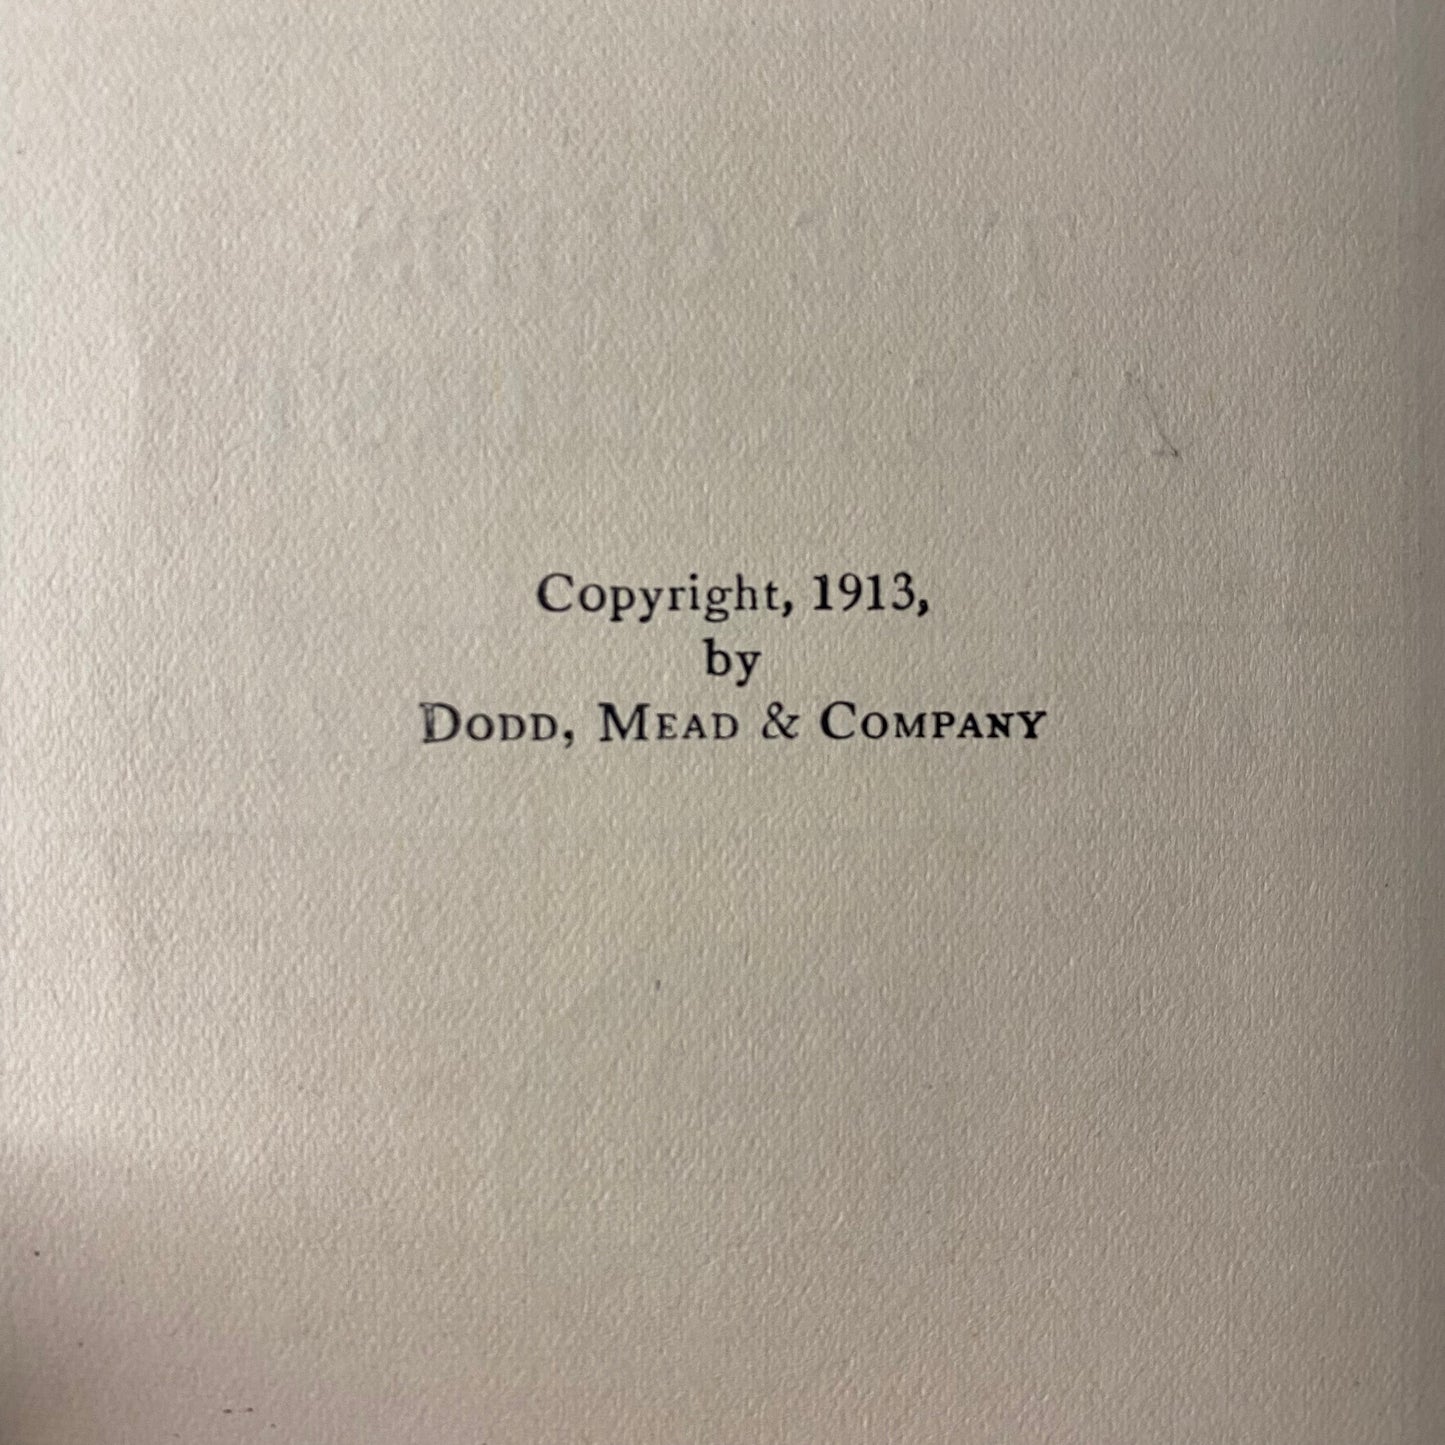 Copyright, 1913,
by
DODD, MEAD & COMPANY